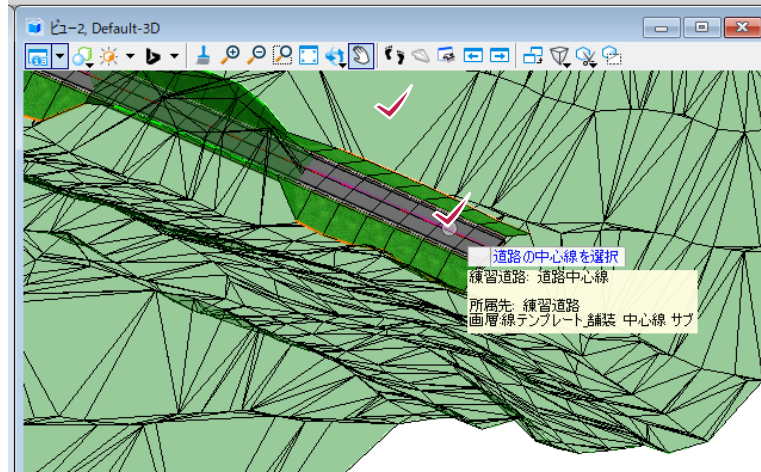 ビュー2, Default-3D
道路の中心線を選択
練習道路: 道路中心線
所属先: 練習道路
画層:線テンプレート_舗装 中心線 サブ